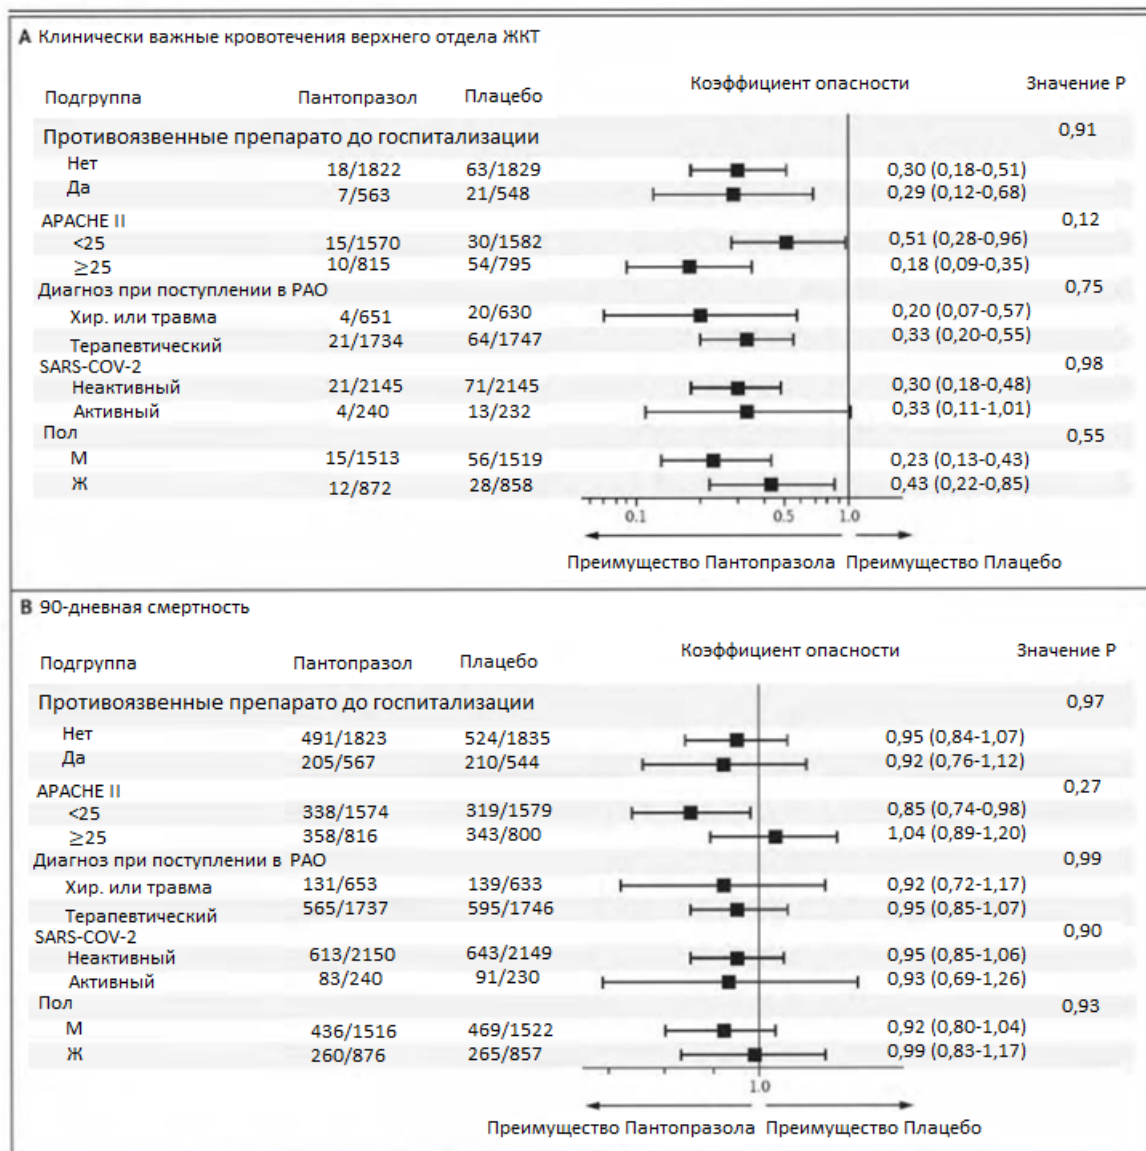 A Клинически важные кровотечения верхнего отдела ЖКТ
Подгруппа Пантопразол Плацебо Коэффициент опасности Значение P
Противоязвенные препарато до госпитализации 0,91
Нет 18/1822 63/1829 0,30 (0,18-0,51)
Да 7/563 21/548 0,29 (0,12-0,68)
APACHE II 0,12
<25 15/1570 30/1582 0,51 (0,28-0,96)
≥25 10/815 54/795 0,18 (0,09-0,35)
Диагноз при поступлении в РАО 0,75
Хир. или травма 4/651 20/630 0,20 (0,07-0,57)
Терапевтический 21/1734 64/1747 0,33 (0,20-0,55)
SARS-COV-2 0,98
Неактивный 21/2145 71/2145 0,30 (0,18-0,48)
Активный 4/240 13/232 0,33 (0,11-1,01)
Пол 0,55
М 15/1513 56/1519 0,23 (0,13-0,43)
Ж 12/872 28/858 0,43 (0,22-0,85)
0.1 0.5 1.0
Преимущество Пантопразола Преимущество Плацебо
B 90-дневная смертность
Подгруппа Пантопразол Плацебо Коэффициент опасности Значение P
Противоязвенные препарато до госпитализации 0,97
Нет 491/1823 524/1835 0,95 (0,84-1,07)
Да 205/567 210/544 0,92 (0,76-1,12)
APACHE II 0,27
<25 338/1574 319/1579 0,85 (0,74-0,98)
≥25 358/816 343/800 1,04 (0,89-1,20)
Диагноз при поступлении в РАО 0,99
Хир. или травма 131/653 139/633 0,92 (0,72-1,17)
Терапевтический 565/1737 595/1746 0,95 (0,85-1,07)
SARS-COV-2 0,90
Неактивный 613/2150 643/2149 0,95 (0,85-1,06)
Активный 83/240 91/230 0,93 (0,69-1,26)
Пол 0,93
М 436/1516 469/1522 0,92 (0,80-1,04)
Ж 260/876 265/857 0,99 (0,83-1,17)
1.0
Преимущество Пантопразола Преимущество Плацебо